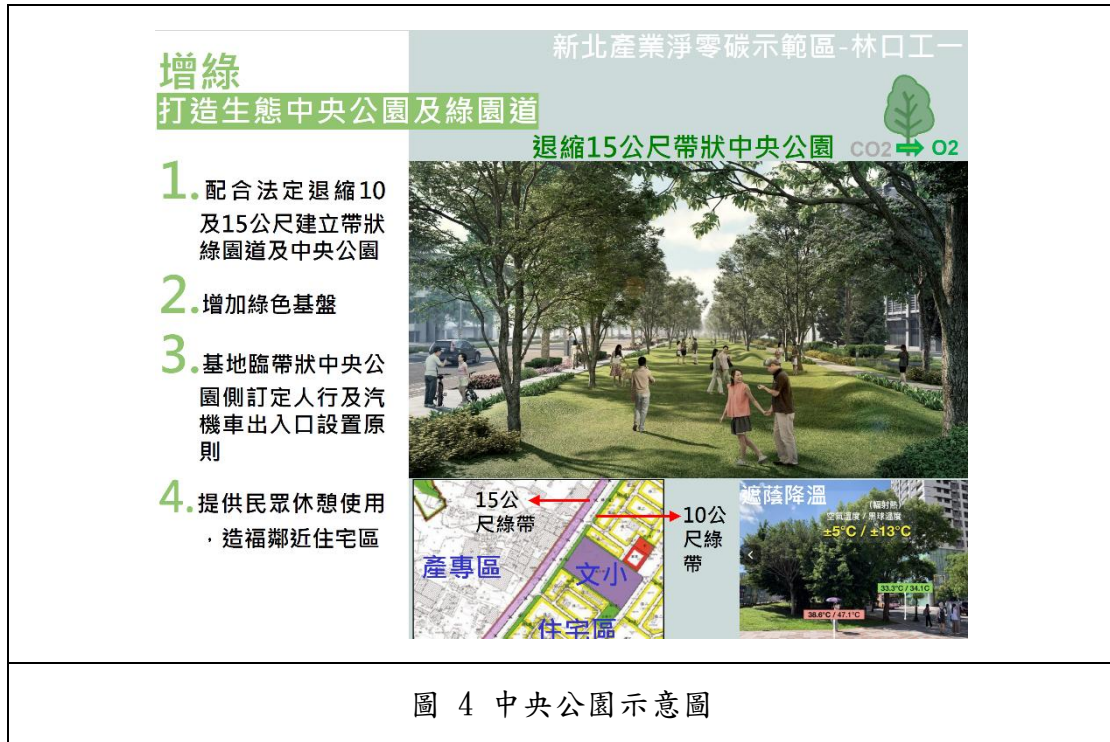 新北產業淨零碳示範區-林口工一
增綠
打造生態中央公園及綠園道
退縮15公尺帶狀中央公園
CO2
O2
1.配合法定退縮10
及15公尺建立帶狀
綠園道及中央公園
2.增加綠色基盤
3.基地臨帶狀中央公
園側訂定人行及汽
機車出入口設置原
則
4.提供民眾休憩使用
，造福鄰近住宅區
15公
尺綠帶
10公
尺綠
帶
產專區
文小
住宅區
遮蔭降溫
(輻射熱)
空氣溫度/黑球溫度
±5°C / ±13°C
33.3°C / 34.1C
38.6°C / 47.1°C
圖 4 中央公園示意圖